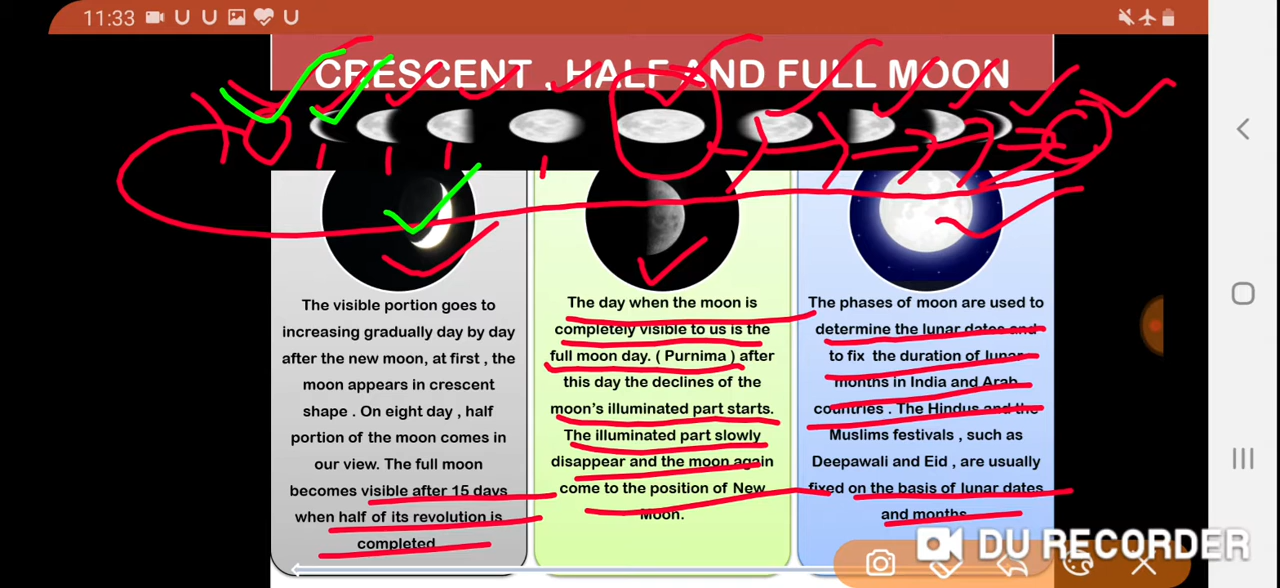 11:33
CRESCENT , HALF AND FULL MOON
The visible portion goes to
increasing gradually day by day
after the new moon, at first , the
moon appears in crescent
shape . On eight day , half
portion of the moon comes in
our view. The full moon
becomes visible after 15 days
when half of its revolution is
completed
The day when the moon is
completely visible to us is the
full moon day. ( Purnima ) after
this day the declines of the
moon's illuminated part starts.
The illuminated part slowly
disappear and the moon again
come to the position of New
Moon.
The phases of moon are used to
determine the lunar dates and
to fix the duration of lunar
months in India and Arab
countries . The Hindus and the
Muslims festivals , such as
Deepawali and Eid , are usually
fixed on the basis of lunar dates
and months
DU RECORDER